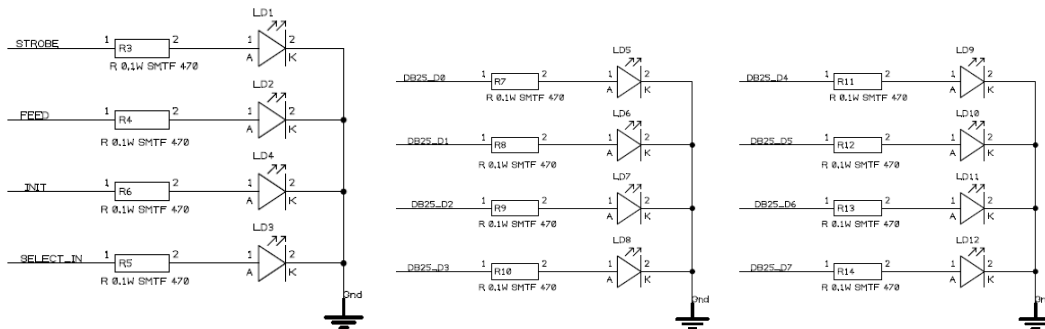 LD1
STROBE 1 R3 2 1 2
A K
R 0.1W SMTF 470
LD2
FEED 1 R4 2 1 2
A K
R 0.1W SMTF 470
LD4
INIT 1 R6 2 1 2
A K
R 0.1W SMTF 470
LD3
SELECT_IN 1 R5 2 1 2
A K
R 0.1W SMTF 470
Gnd
LD5
DB25_D0 1 R7 2 1 2
A K
R 0.1W SMTF 470
LD6
DB25_D1 1 R8 2 1 2
A K
R 0.1W SMTF 470
LD7
DB25_D2 1 R9 2 1 2
A K
R 0.1W SMTF 470
LD8
DB25_D3 1 R10 2 1 2
A K
R 0.1W SMTF 470
Gnd
LD9
DB25_D4 1 R11 2 1 2
A K
R 0.1W SMTF 470
LD10
DB25_D5 1 R12 2 1 2
A K
R 0.1W SMTF 470
LD11
DB25_D6 1 R13 2 1 2
A K
R 0.1W SMTF 470
LD12
DB25_D7 1 R14 2 1 2
A K
R 0.1W SMTF 470